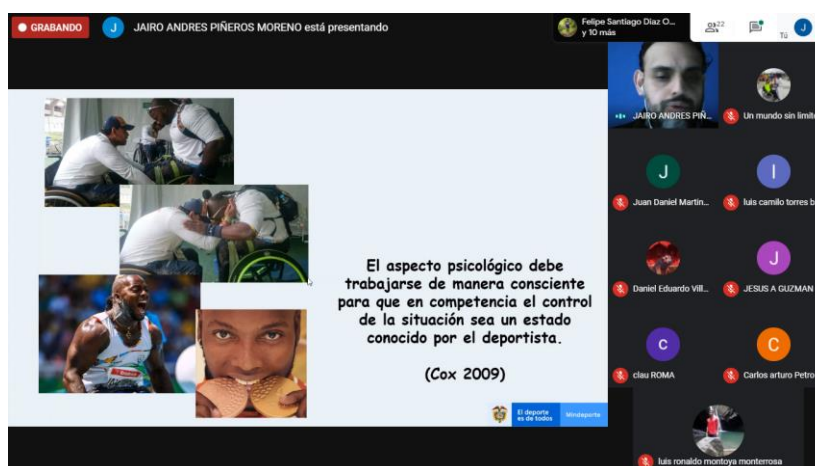 GRABANDO
J
JAIRO ANDRES PIÑEROS MORENO está presentando
Felipe Santiago Diaz O...
y 10 más
22
Tú
J
El aspecto psicológico debe
trabajarse de manera consciente
para que en competencia el control
de la situación sea un estado
conocido por el deportista.
(Cox 2009)
El deporte
es de todos
Mindeporte
JAIRO ANDRES PIÑ...
Un mundo sin limit
J
Juan Daniel Martín...
I
luis camilo torres b
Daniel Eduardo Vill...
J
JESUS A GUZMAN
c
clau ROMA
C
Carlos arturo Petro
luis ronaldo montoya monterrosa